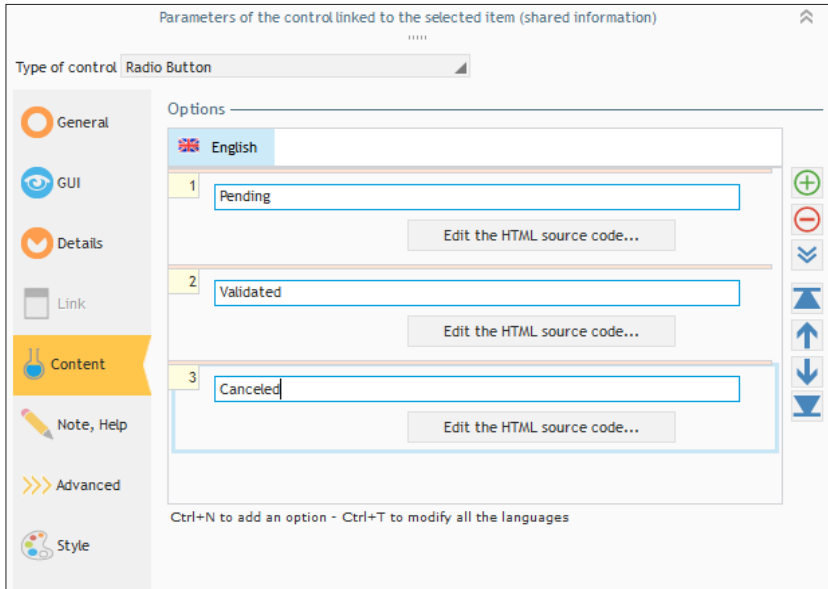 Parameters of the control linked to the selected item (shared information)
Type of control Radio Button
General
GUI
Details
Link
Content
Note, Help
Advanced
Style
Options
English
1
Pending
Edit the HTML source code...
2
Validated
Edit the HTML source code...
3
Canceled
Edit the HTML source code...
Ctrl+N to add an option - Ctrl+T to modify all the languages